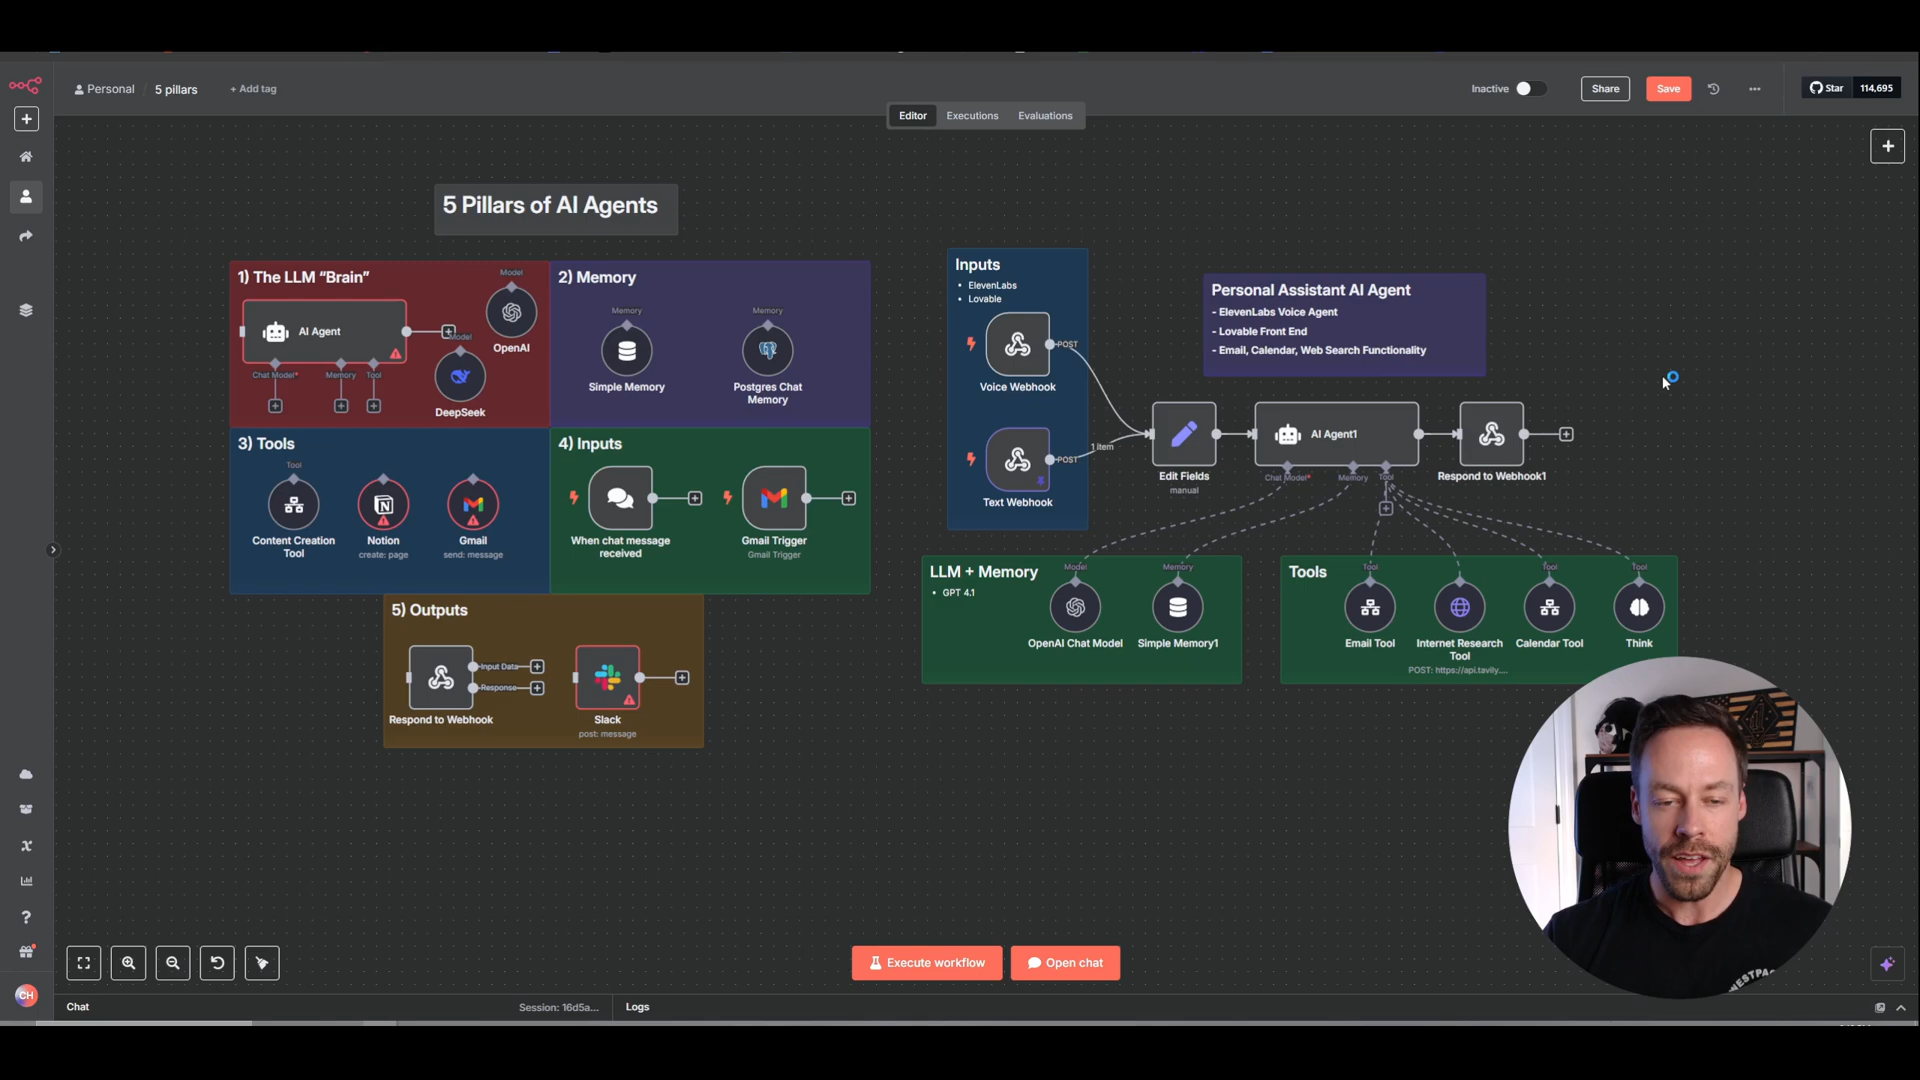 Personal / 5 pillars + Add tag
Inactive
Share
Save
Star 114,695
Editor Executions Evaluations
5 Pillars of AI Agents
1) The LLM “Brain”
Model
AI Agent
OpenAI
Model
Chat Model*
Memory
Tool
DeepSeek
2) Memory
Memory
Simple Memory
Memory
Postgres Chat
Memory
3) Tools
Tool
Content Creation
Tool
Notion
create: page
Gmail
send: message
4) Inputs
When chat message
received
Gmail Trigger
Gmail Trigger
5) Outputs
Input Data
Response
Respond to Webhook
Slack
post: message
Inputs
• ElevenLabs
• Lovable
POST
Voice Webhook
POST
1 item
Text Webhook
Personal Assistant AI Agent
- ElevenLabs Voice Agent
- Lovable Front End
- Email, Calendar, Web Search Functionality
Edit Fields
manual
AI Agent1
Chat Model*
Memory
Tool
Respond to Webhook1
LLM + Memory
• GPT 4.1
Model
OpenAI Chat Model
Memory
Simple Memory1
Tools
Tool
Email Tool
Internet Research
Tool
POST: https://api.tavily....
Tool
Calendar Tool
Tool
Think
Execute workflow
Open chat
CH
Chat
Session: 16d5a...
Logs